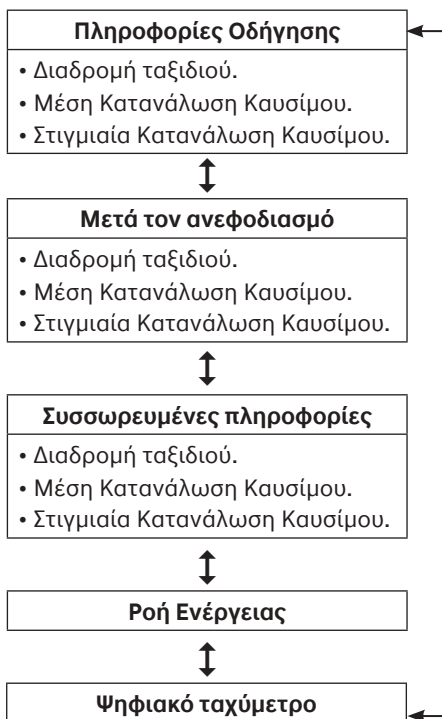 Πληροφορίες Οδήγησης
• Διαδρομή ταξιδιού.
• Μέση Κατανάλωση Καυσίμου.
• Στιγμιαία Κατανάλωση Καυσίμου.
Μετά τον ανεφοδιασμό
• Διαδρομή ταξιδιού.
• Μέση Κατανάλωση Καυσίμου.
• Στιγμιαία Κατανάλωση Καυσίμου.
Συσσωρευμένες πληροφορίες
• Διαδρομή ταξιδιού.
• Μέση Κατανάλωση Καυσίμου.
• Στιγμιαία Κατανάλωση Καυσίμου.
Ροή Ενέργειας
Ψηφιακό ταχύμετρο